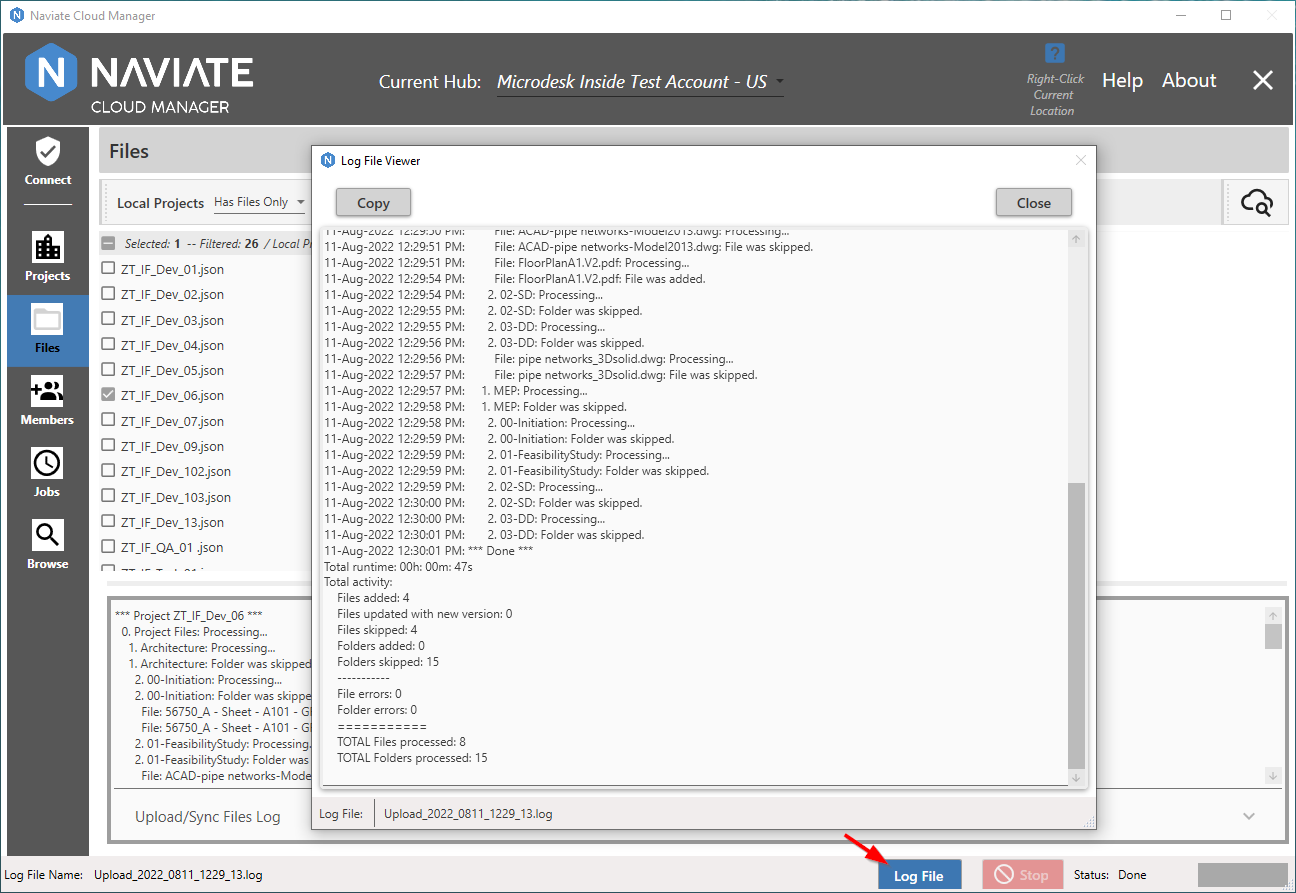 Naviate Cloud Manager
NAVIATE
CLOUD MANAGER
Current Hub: Microdesk Inside Test Account - US
?
Right-Click
Current
Location
Help About
Connect
Projects
Files
Members
Jobs
Browse
Files
Local Projects Has Files Only
Selected: 1 -- Filtered: 26 / Local
ZT_IF_Dev_01.json
ZT_IF_Dev_02.json
ZT_IF_Dev_03.json
ZT_IF_Dev_04.json
ZT_IF_Dev_05.json
ZT_IF_Dev_06.json
ZT_IF_Dev_07.json
ZT_IF_Dev_09.json
ZT_IF_Dev_102.json
ZT_IF_Dev_103.json
ZT_IF_Dev_13.json
ZT_IF_QA_01 .json
Log File Viewer
Copy Close
11-Aug-2022 12:29:50 PM: File: ACAD-pipe networks-Model2013.dwg: Processing...
11-Aug-2022 12:29:51 PM: File: ACAD-pipe networks-Model2013.dwg: File was skipped.
11-Aug-2022 12:29:51 PM: File: FloorPlanA1.V2.pdf: Processing...
11-Aug-2022 12:29:54 PM: File: FloorPlanA1.V2.pdf: File was added.
11-Aug-2022 12:29:54 PM: 2. 02-SD: Processing...
11-Aug-2022 12:29:55 PM: 2. 02-SD: Folder was skipped.
11-Aug-2022 12:29:55 PM: 2. 03-DD: Processing...
11-Aug-2022 12:29:56 PM: 2. 03-DD: Folder was skipped.
11-Aug-2022 12:29:56 PM: File: pipe networks_3Dsolid.dwg: Processing...
11-Aug-2022 12:29:57 PM: File: pipe networks_3Dsolid.dwg: File was skipped.
11-Aug-2022 12:29:57 PM: 1. MEP: Processing...
11-Aug-2022 12:29:58 PM: 1. MEP: Folder was skipped.
11-Aug-2022 12:29:58 PM: 2. 00-Initiation: Processing...
11-Aug-2022 12:29:59 PM: 2. 00-Initiation: Folder was skipped.
11-Aug-2022 12:29:59 PM: 2. 01-FeasibilityStudy: Processing...
11-Aug-2022 12:29:59 PM: 2. 01-FeasibilityStudy: Folder was skipped.
11-Aug-2022 12:29:59 PM: 2. 02-SD: Processing...
11-Aug-2022 12:30:00 PM: 2. 02-SD: Folder was skipped.
11-Aug-2022 12:30:00 PM: 2. 03-DD: Processing...
11-Aug-2022 12:30:01 PM: 2. 03-DD: Folder was skipped.
11-Aug-2022 12:30:01 PM: *** Done ***
Total runtime: 00h: 00m: 47s
Total activity:
Files added: 4
Files updated with new version: 0
Files skipped: 4
Folders added: 0
Folders skipped: 15
-----------
File errors: 0
Folder errors: 0
===========
TOTAL Files processed: 8
TOTAL Folders processed: 15
Log File: Upload_2022_0811_1229_13.log
*** Project ZT_IF_Dev_06 ***
0. Project Files: Processing...
1. Architecture: Processing...
1. Architecture: Folder was skipped
2. 00-Initiation: Processing...
2. 00-Initiation: Folder was skippe
File: 56750_A - Sheet - A101 -
File: 56750_A - Sheet - A101 -
2. 01-FeasibilityStudy: Processing.
2. 01-FeasibilityStudy: Folder was
File: ACAD-pipe networks-Mode
Upload/Sync Files Log
Log File Name: Upload_2022_0811_1229_13.log
Log File Stop Status: Done